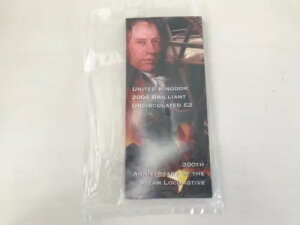 United Kingdom
2004 Brilliant
Uncirculated £2
200th
Anniversary of the
Steam Locomotive